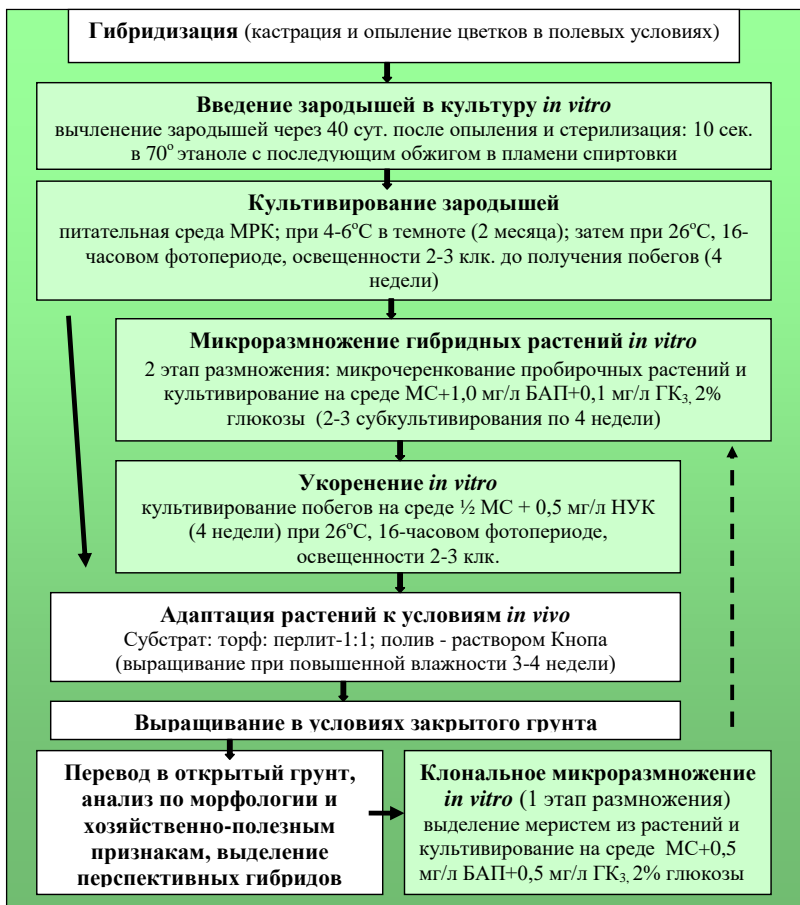 Гибридизация (кастрация и опыление цветков в полевых условиях)
Введение зародышей в культуру in vitro
вычленение зародышей через 40 сут. после опыления и стерилизация: 10 сек.
в 70° этаноле с последующим обжигом в пламени спиртовки
Культивирование зародышей
питательная среда МРК; при 4-6°С в темноте (2 месяца); затем при 26°С, 16-
часовом фотопериоде, освещенности 2-3 клк. до получения побегов (4
недели)
Микроразмножение гибридных растений in vitro
2 этап размножения: микрочеренкование пробирочных растений и
культивирование на среде МС+1,0 мг/л БАП+0,1 мг/л ГК₃, 2%
глюкозы (2-3 субкультивирования по 4 недели)
Укоренение in vitro
культивирование побегов на среде ½ МС + 0,5 мг/л НУК
(4 недели) при 26°С, 16-часовом фотопериоде,
освещенности 2-3 клк.
Адаптация растений к условиям in vivo
Субстрат: торф: перлит-1:1; полив - раствором Кнопа
(выращивание при повышенной влажности 3-4 недели)
Выращивание в условиях закрытого грунта
Перевод в открытый грунт,
анализ по морфологии и
хозяйственно-полезным
признакам, выделение
перспективных гибридов
Клональное микроразмножение
in vitro (1 этап размножения)
выделение меристем из растений и
культивирование на среде МС+0,5
мг/л БАП+0,5 мг/л ГК₃, 2% глюкозы